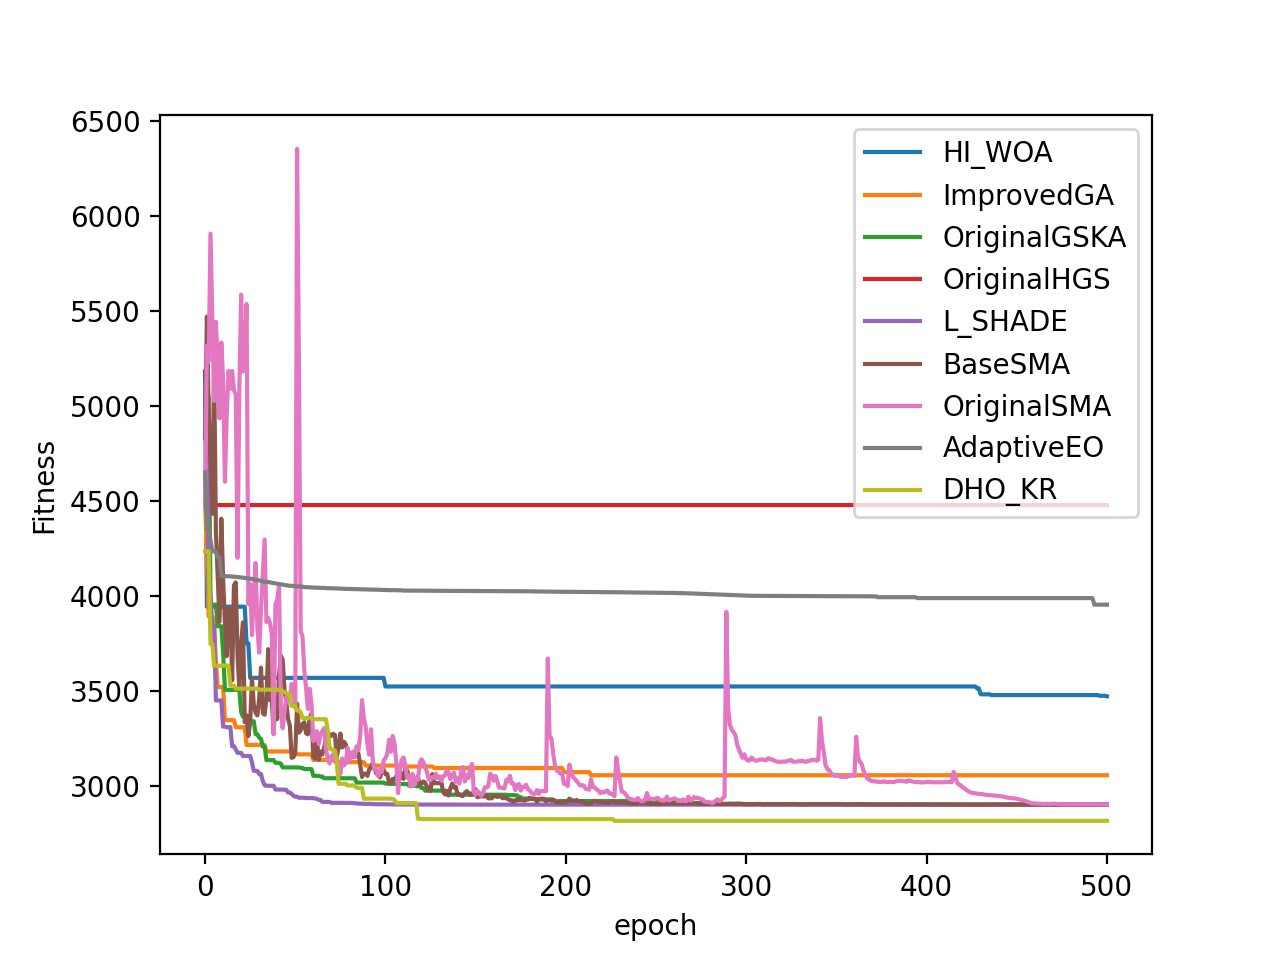 6500
6000
5500
5000
4500
4000
3500
3000
Fitness
0 100 200 300 400 500
epoch
HI_WOA
ImprovedGA
OriginalGSKA
OriginalHGS
L_SHADE
BaseSMA
OriginalSMA
AdaptiveEO
DHO_KR